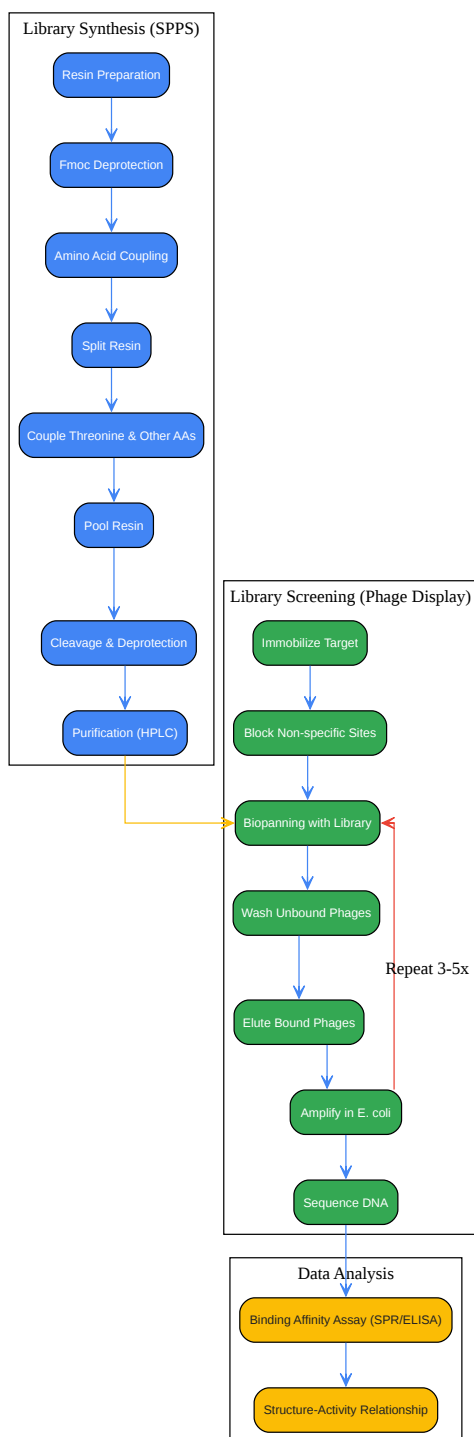 Library Synthesis (SPPS)
Resin Preparation
Fmoc Deprotection
Amino Acid Coupling
Split Resin
Couple Threonine & Other AAs
Pool Resin
Cleavage & Deprotection
Purification (HPLC)
Library Screening (Phage Display)
Immobilize Target
Block Non-specific Sites
Biopanning with Library
Wash Unbound Phages
Repeat 3-5x
Elute Bound Phages
Amplify in E. coli
Sequence DNA
Data Analysis
Binding Affinity Assay (SPR/ELISA)
Structure-Activity Relationship